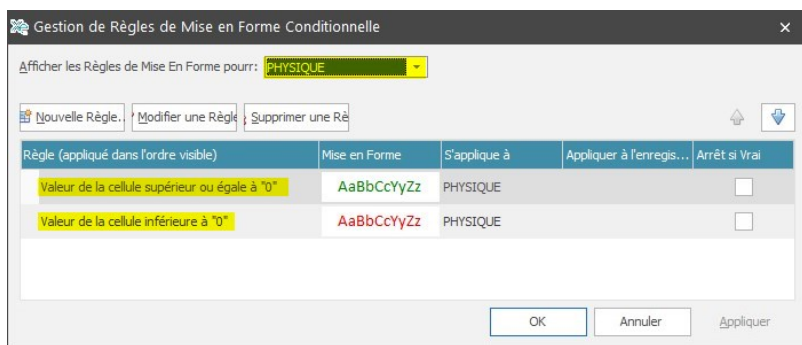 Gestion de Règles de Mise en Forme Conditionnelle
Afficher les Règles de Mise En Forme pourr: PHYSIQUE
Nouvelle Règle.. Modifier une Règle Supprimer une Rè
Règle (appliqué dans l'ordre visible) Mise en Forme S'applique à Appliquer à l'enregis... Arrêt si Vrai
Valeur de la cellule supérieur ou égale à "0" AaBbCcYyZz PHYSIQUE
Valeur de la cellule inférieure à "0" AaBbCcYyZz PHYSIQUE
OK Annuler Appliquer